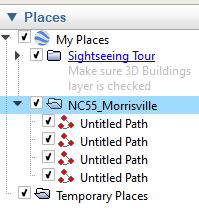 Places
My Places
Sightseeing Tour
Make sure 3D Buildings
layer is checked
NC55_Morrisville
Untitled Path
Untitled Path
Untitled Path
Untitled Path
Temporary Places